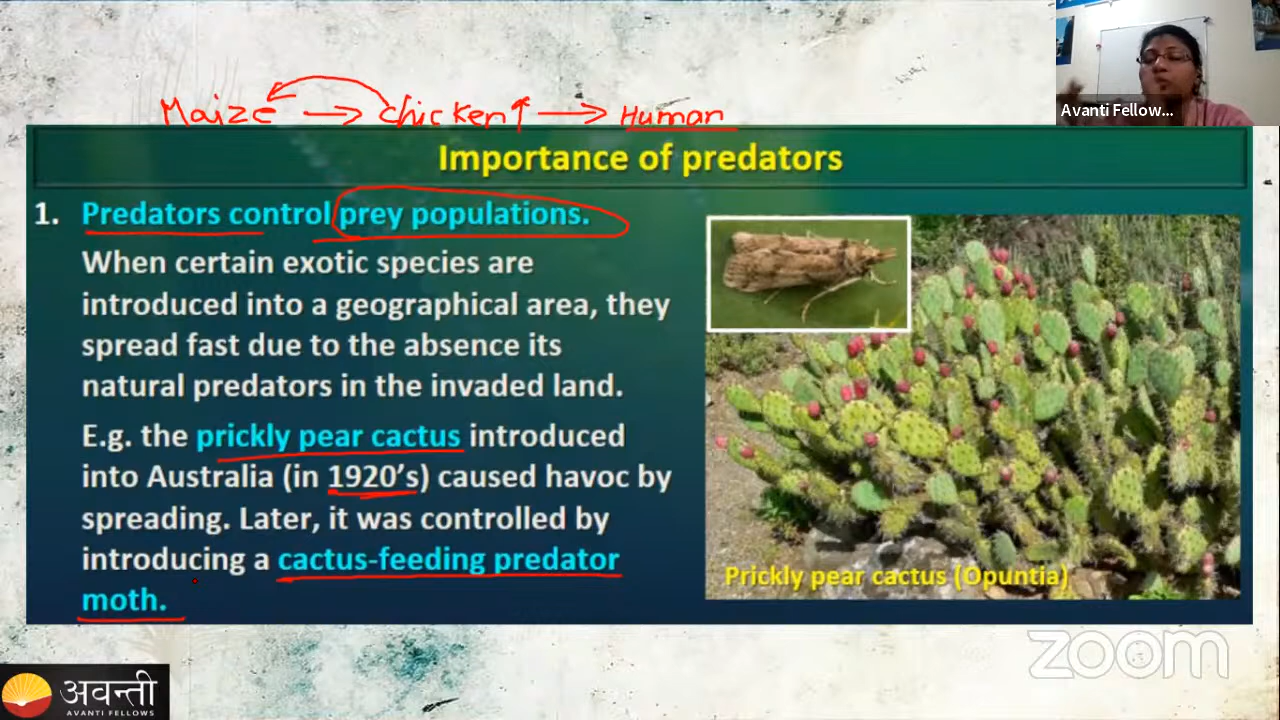 Maize → Chicken↑ → Human
Avanti Fellow...
Importance of predators
1. Predators control prey populations.
When certain exotic species are
introduced into a geographical area, they
spread fast due to the absence its
natural predators in the invaded land.
E.g. the prickly pear cactus introduced
into Australia (in 1920's) caused havoc by
spreading. Later, it was controlled by
introducing a cactus-feeding predator
moth.
Prickly pear cactus (Opuntia)
zoom
अवन्ती
AVANTI FELLOWS